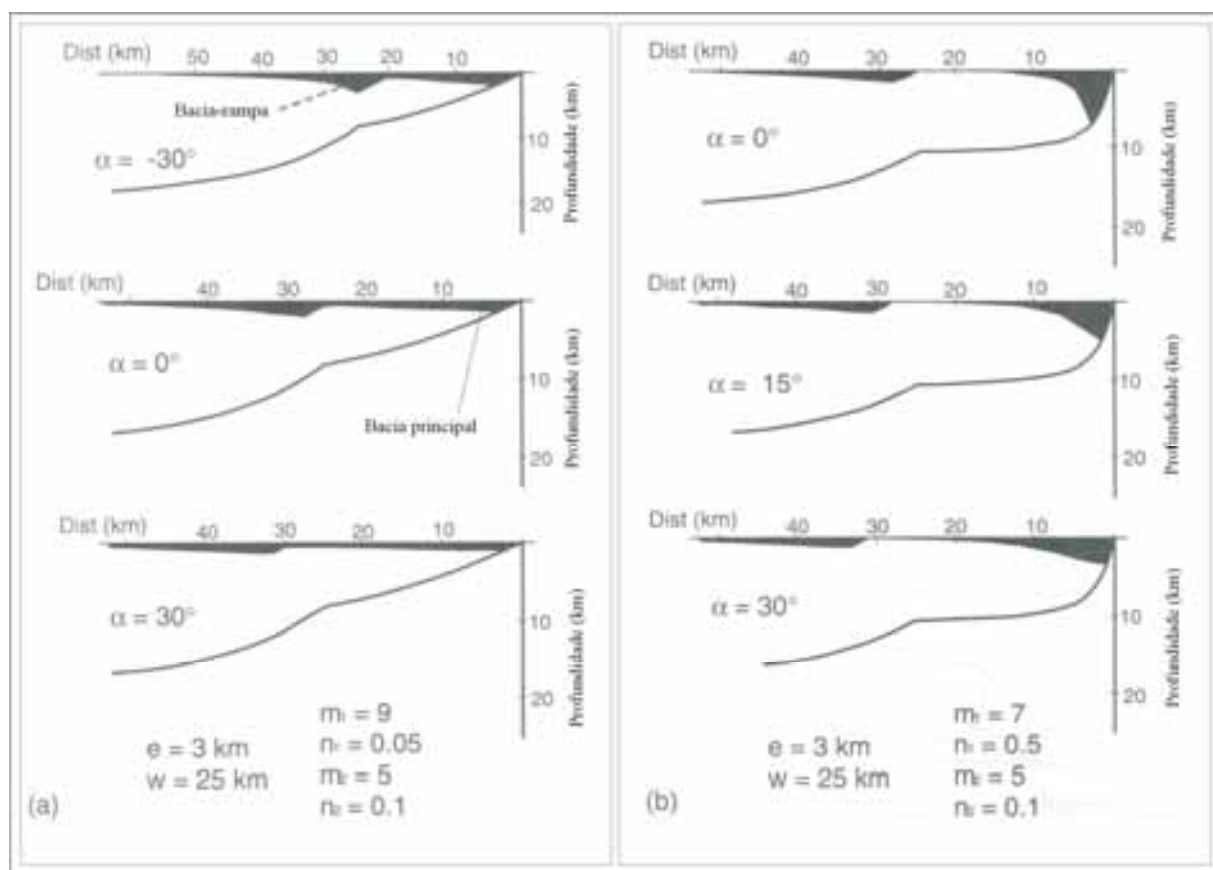 Dist (km) 50 40 30 20 10
Bacia-rampa
α = -30°
10
20
Profundidade (km)
Dist (km) 40 30 20 10
α = 0°
Bacia principal
10
20
Profundidade (km)
Dist (km) 40 30 20 10
α = 30°
10
20
Profundidade (km)
e = 3 km
w = 25 km
m₁ = 9
n₁ = 0.05
m₂ = 5
n₂ = 0.1
(a)
Dist (km) 40 30 20 10
α = 0°
10
20
Profundidade (km)
Dist (km) 40 30 20 10
α = 15°
10
20
Profundidade (km)
Dist (km) 40 30 20 10
α = 30°
10
20
Profundidade (km)
e = 3 km
w = 25 km
m₁ = 7
n₁ = 0.5
m₂ = 5
n₂ = 0.1
(b)